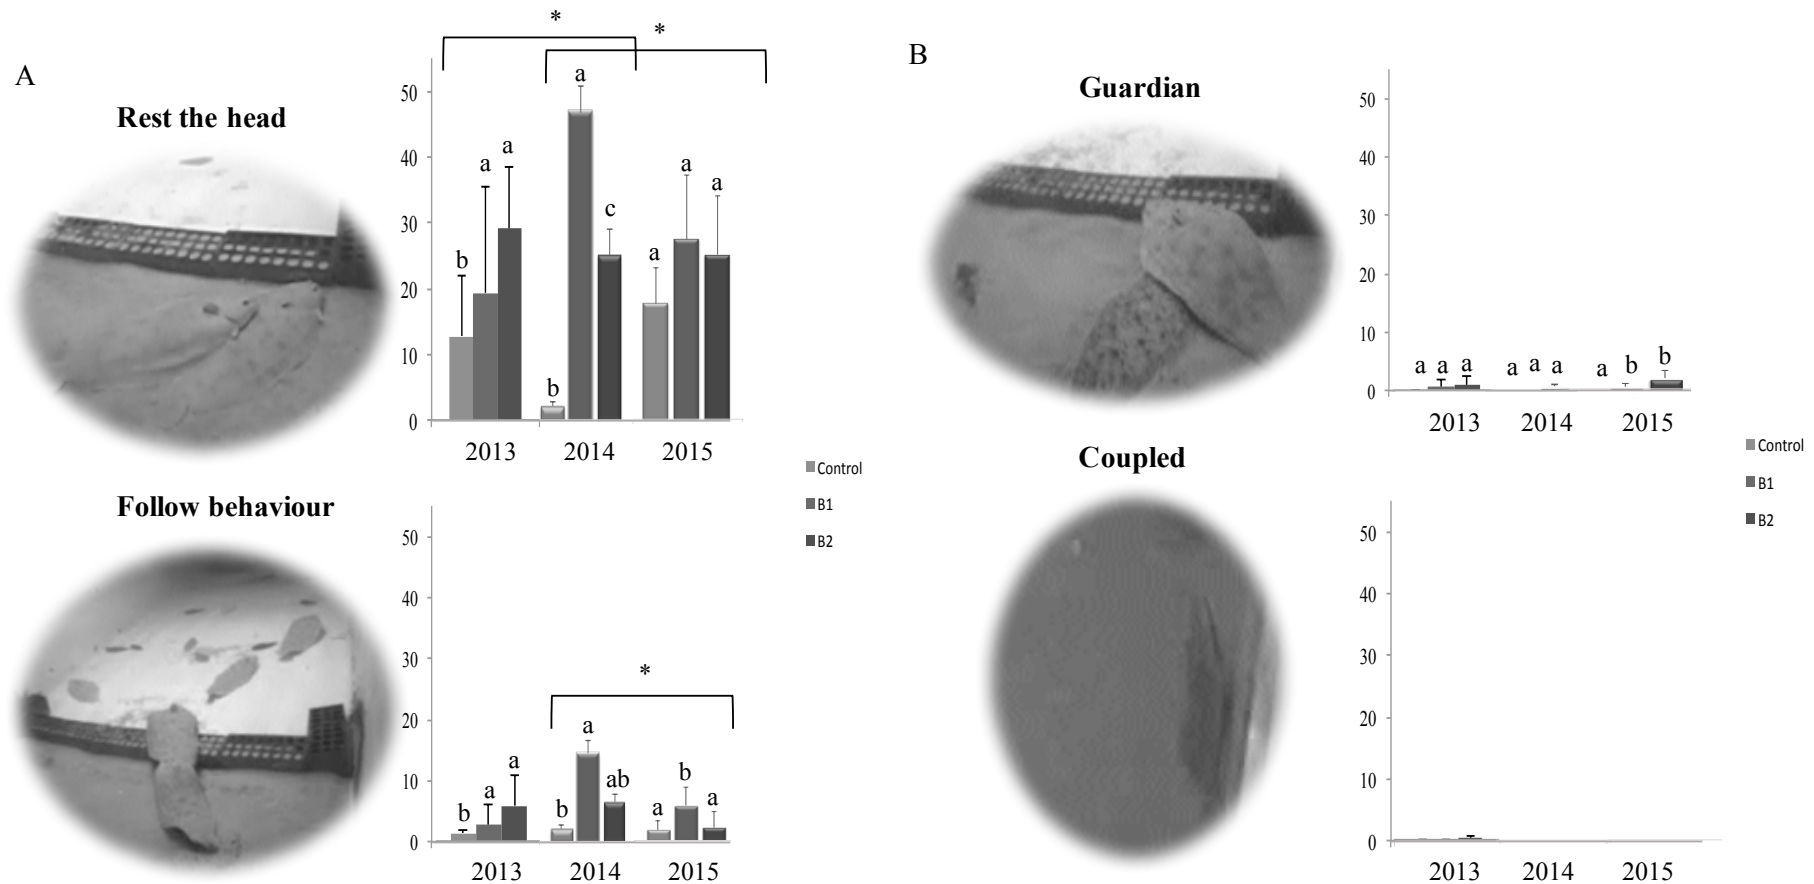 A
Rest the head
*
*
50
40
30
20
10
0
b
a
a
b
a
c
a
a
a
2013 2014 2015
Follow behaviour
50
40
30
20
10
0
*
b
a
a
b
a
ab
a
b
a
2013 2014 2015
Control
B1
B2
B
Guardian
50
40
30
20
10
0
a a a a a a a b b
2013 2014 2015
Coupled
50
40
30
20
10
0
2013 2014 2015
Control
B1
B2